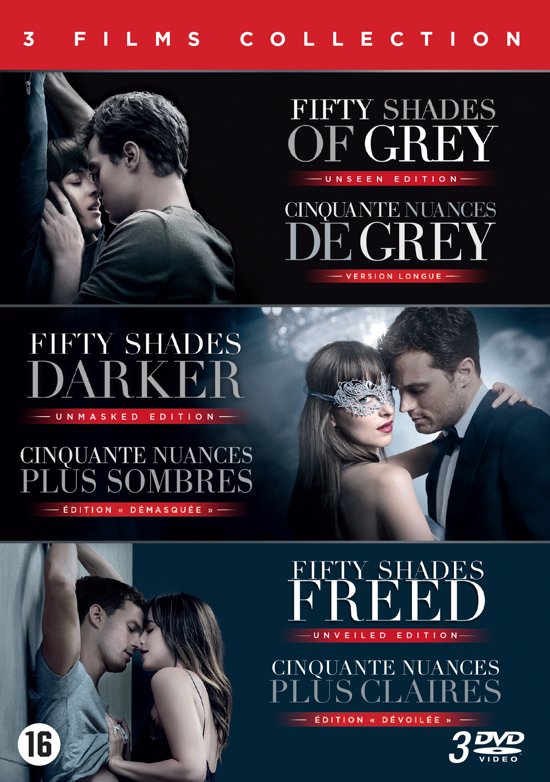 3 FILMS COLLECTION
FIFTY SHADES
OF GREY
UNSEEN EDITION
CINQUANTE NUANCES
DE GREY
VERSION LONGUE
FIFTY SHADES
DARKER
UNMASKED EDITION
CINQUANTE NUANCES
PLUS SOMBRES
ÉDITION « DÉMASQUÉE »
FIFTY SHADES
FREED
UNVEILED EDITION
CINQUANTE NUANCES
PLUS CLAIRES
ÉDITION « DÉVOILÉE »
16
3 DVD
VIDEO